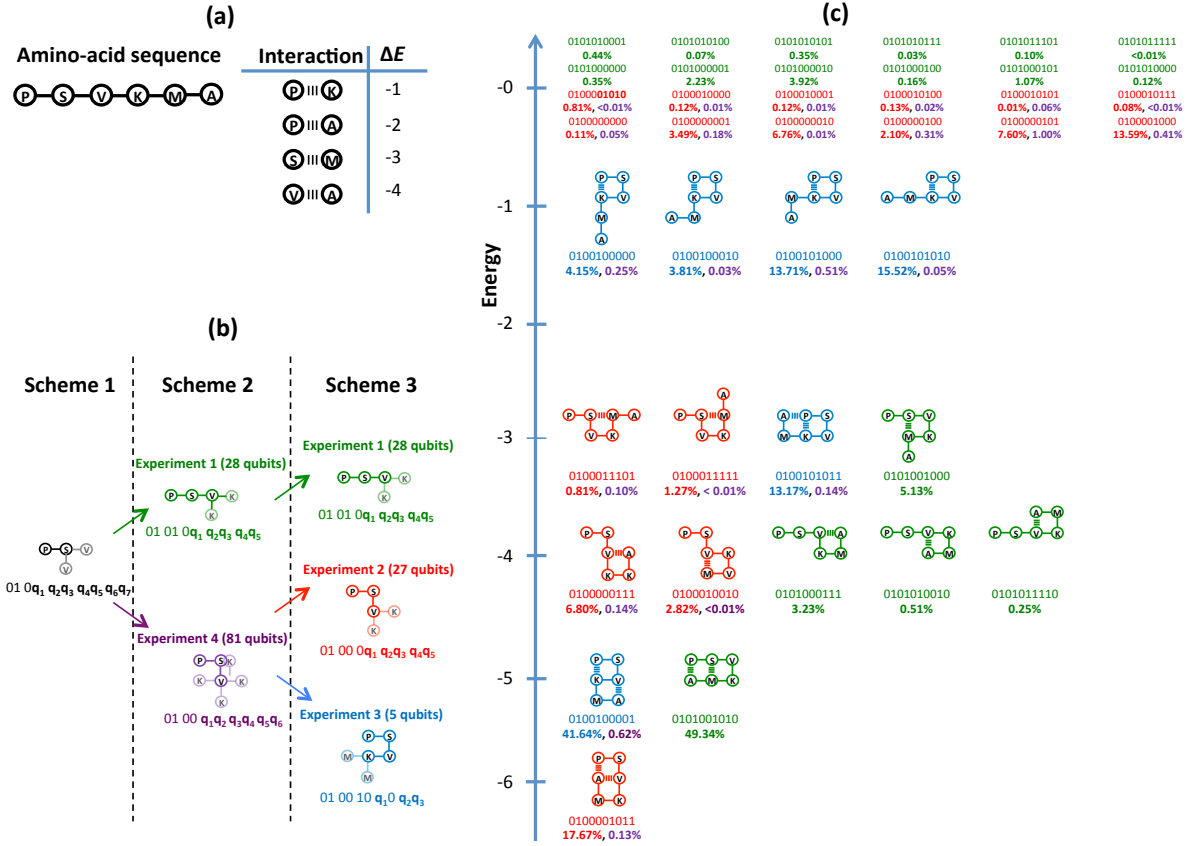 (a)
Amino-acid sequence
P S V K M A
Interaction ΔE
P K -1
P A -2
S M -3
V A -4
(b)
Scheme 1 Scheme 2 Scheme 3
P S V
V
01 0q1 q2q3 q4q5 q6q7
Experiment 1 (28 qubits)
P S V K
K
01 01 0q1 q2q3 q4q5
Experiment 4 (81 qubits)
P S K
K V K
K
01 00 q1q2 q3q4 q5q6
Experiment 1 (28 qubits)
P S V K
K
01 01 0q1 q2q3 q4q5
Experiment 2 (27 qubits)
P S
V K
K
01 00 0q1 q2q3 q4q5
Experiment 3 (5 qubits)
P S
M K V
M
01 00 10 q10 q2q3
(c)
Energy
-0
-1
-2
-3
-4
-5
-6
0101010001 0101010100 0101010101 0101010111 0101011101 0101011111
0.44% 0.07% 0.35% 0.03% 0.10% <0.01%
0101000000 0101000001 0101000010 0101000100 0101000101 0101010000
0.35% 2.23% 3.92% 0.16% 1.07% 0.12%
0100001010 0100010000 0100010001 0100010100 0100010101 0100010111
0.81%, <0.01% 0.12%, 0.01% 0.12%, 0.01% 0.13%, 0.02% 0.01%, 0.06% 0.08%, <0.01%
0100000000 0100000001 0100000010 0100000100 0100000101 0100001000
0.11%, 0.05% 3.49%, 0.18% 6.76%, 0.01% 2.10%, 0.31% 7.60%, 1.00% 13.59%, 0.41%
P S P S P S P S
K V K V M K V A M K V
M A M A
A
0100100000 0100100010 0100101000 0100101010
4.15%, 0.25% 3.81%, 0.03% 13.71%, 0.51% 15.52%, 0.05%
A
P S M A P S M A P S P S V
V K V K M K V M K
A
0100011101 0100011111 0100101011 0101001000
0.81%, 0.10% 1.27%, < 0.01% 13.17%, 0.14% 5.13%
A M
P S P S P S V A P S V K P S V K
V A V K K M A M
K K M V
0100000111 0100010010 0101000111 0101010010 0101011110
6.80%, 0.14% 2.82%, <0.01% 3.23% 0.51% 0.25%
P S P S V
K V A M K
M A
0100100001 0101001010
41.64%, 0.62% 49.34%
P S
A V
M K
0100001011
17.67%, 0.13%